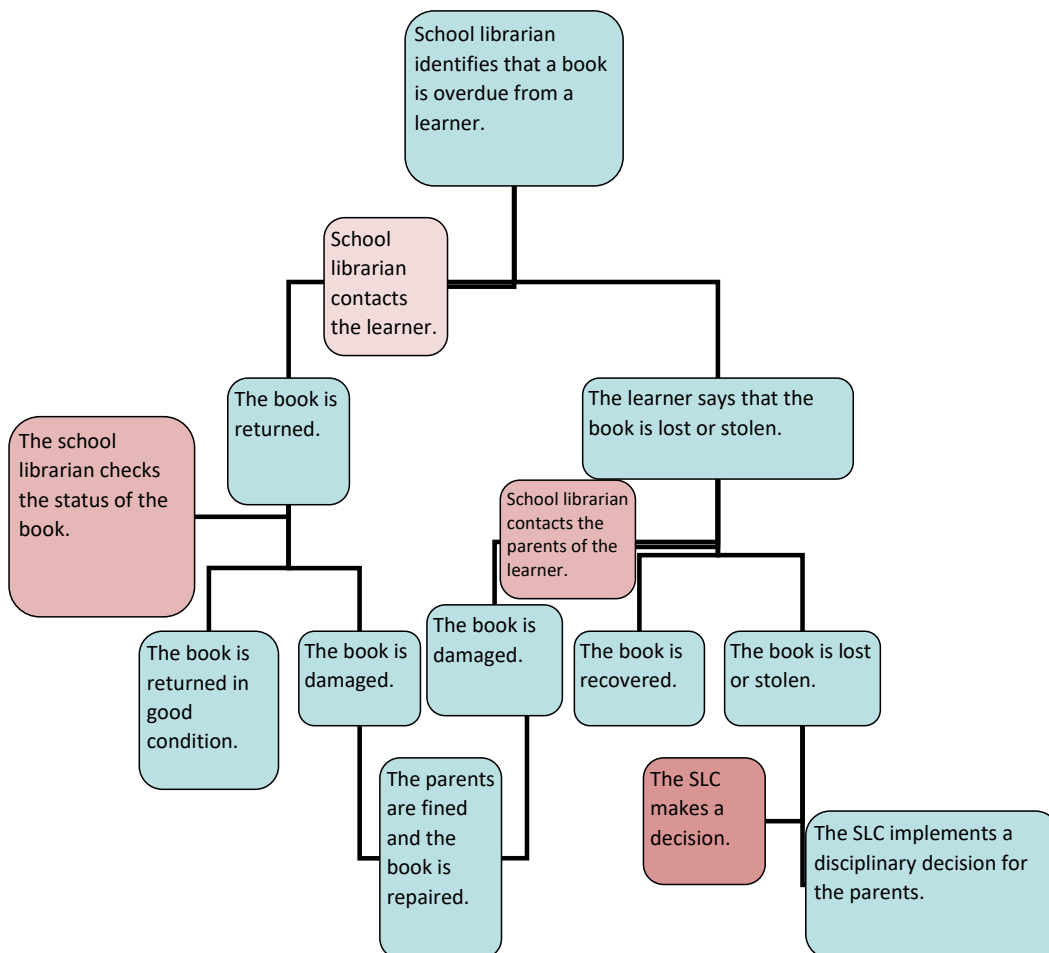 School librarian
identifies that a book
is overdue from a
learner.
School
librarian
contacts
the learner.
The book is
returned.
The learner says that the
book is lost or stolen.
The school
librarian checks
the status of the
book.
School librarian
contacts the
parents of the
learner.
The book is
returned in
good
condition.
The book is
damaged.
The book is
damaged.
The book is
recovered.
The book is lost
or stolen.
The parents
are fined
and the
book is
repaired.
The SLC
makes a
decision.
The SLC implements a
disciplinary decision for
the parents.